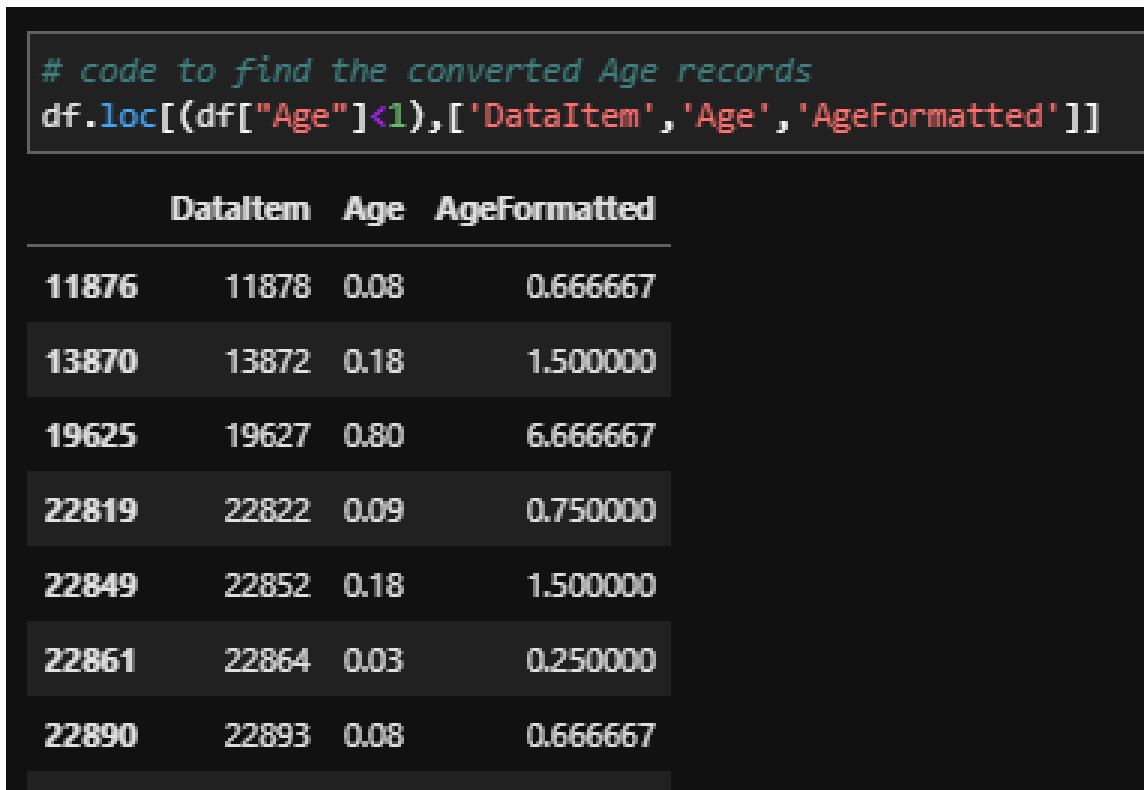 # code to find the converted Age records
df.loc[(df["Age"]<1),['DataItem','Age','AgeFormatted']]
DataItem Age AgeFormatted
11876 11878 0.08 0.666667
13870 13872 0.18 1.500000
19625 19627 0.80 6.666667
22819 22822 0.09 0.750000
22849 22852 0.18 1.500000
22861 22864 0.03 0.250000
22890 22893 0.08 0.666667